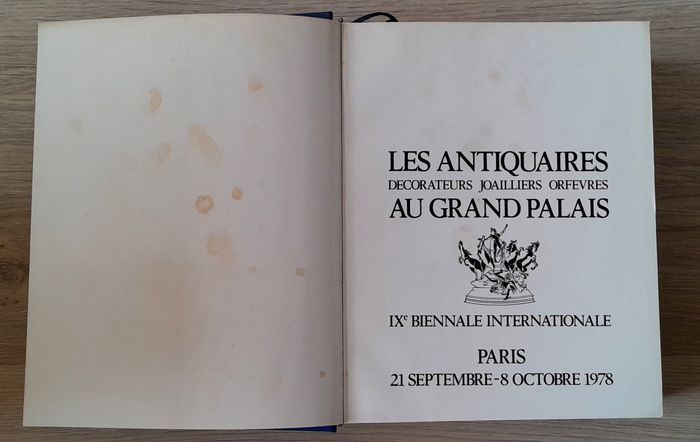 LES ANTIQUAIRES
DECORATEURS JOAILLIERS ORFEVRES
AU GRAND PALAIS
IXe BIENNALE INTERNATIONALE
PARIS
21 SEPTEMBRE-8 OCTOBRE 1978